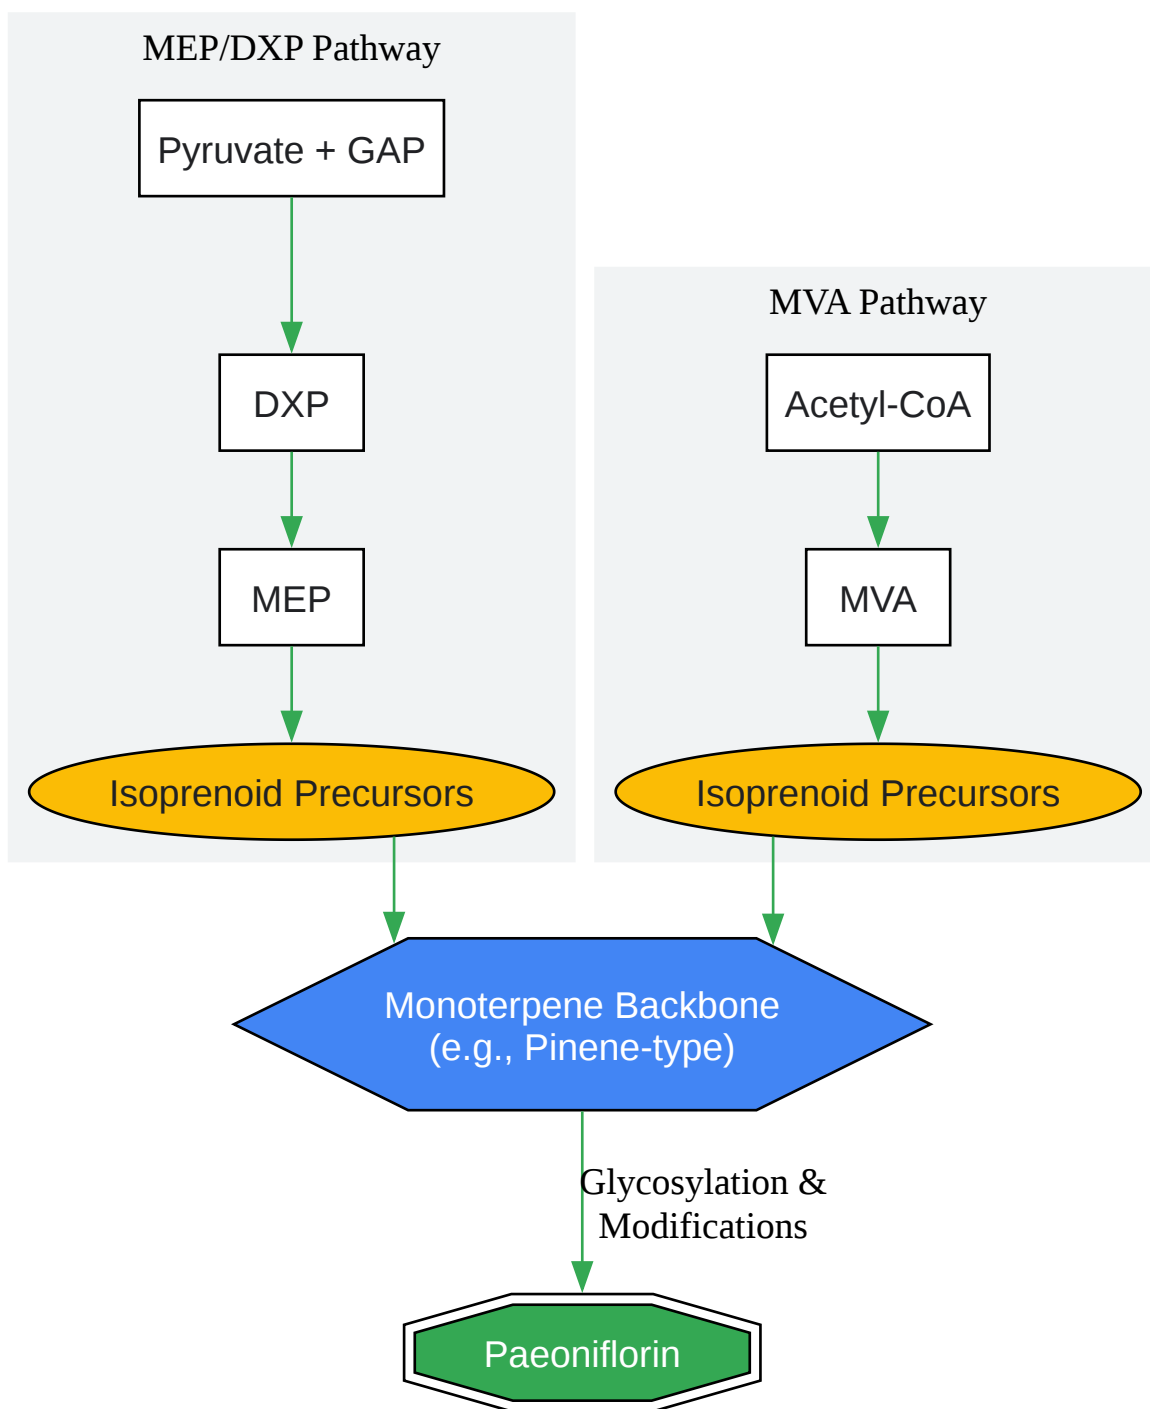 MEP/DXP Pathway
Pyruvate + GAP
DXP
MEP
Isoprenoid Precursors
MVA Pathway
Acetyl-CoA
MVA
Isoprenoid Precursors
Monoterpene Backbone
(e.g., Pinene-type)
Glycosylation &
Modifications
Paeoniflorin